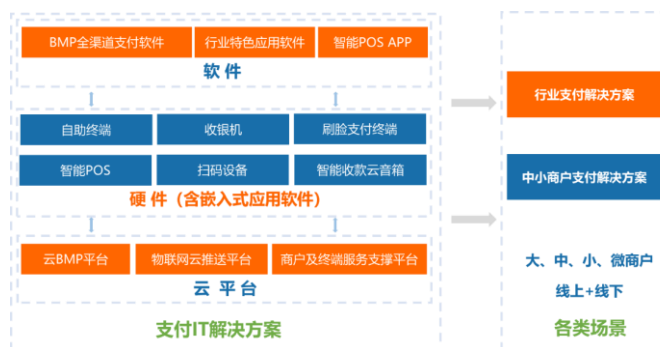 BMP全渠道支付软件
行业特色应用软件
智能POS APP
软 件
自助终端
收银机
刷脸支付终端
智能POS
扫码设备
智能收款云音箱
硬 件（含嵌入式应用软件）
云BMP平台
物联网云推送平台
商户及终端服务支撑平台
云 平 台
支付IT解决方案
行业支付解决方案
中小商户支付解决方案
大、中、小、微商户
线上+线下
各类场景